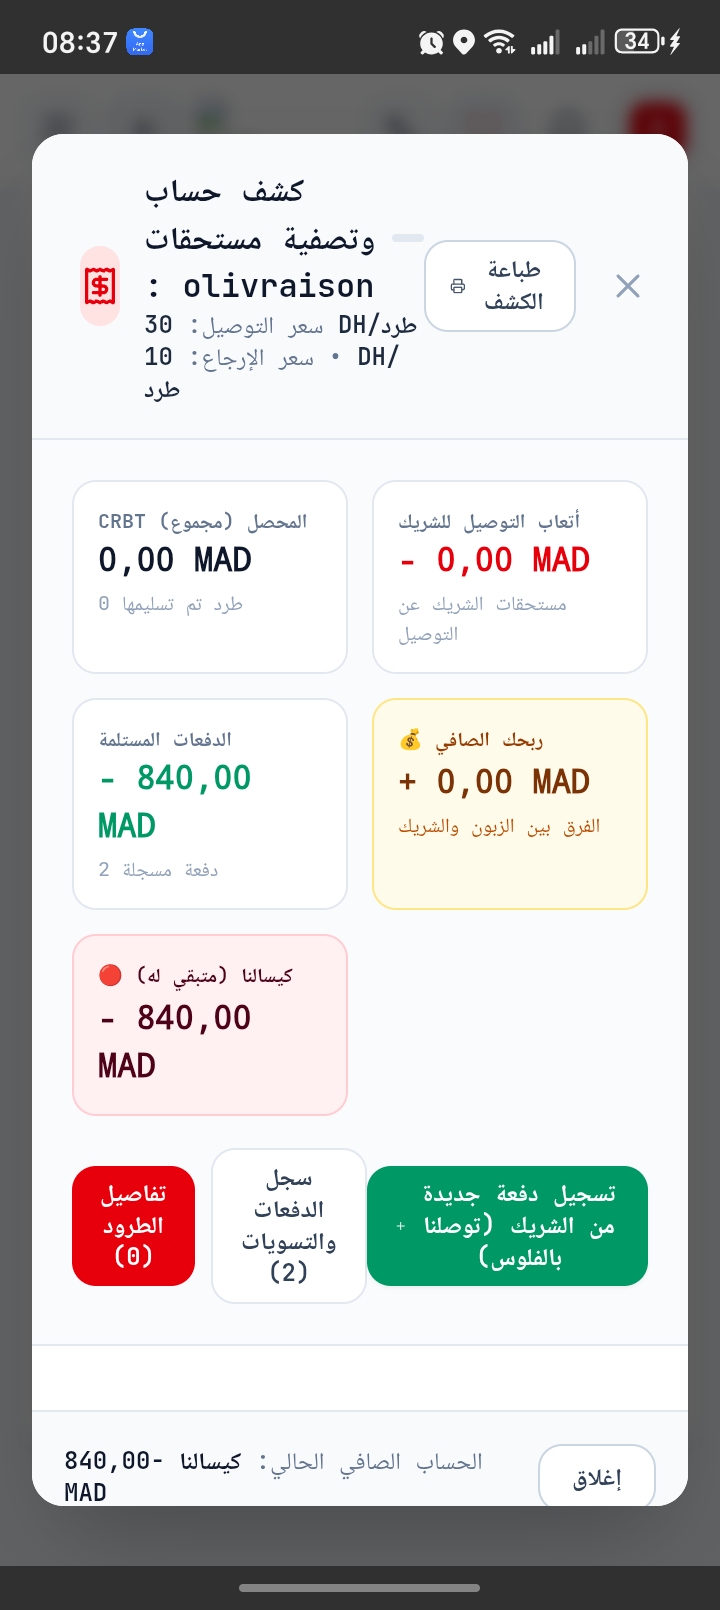 08:37
34
كشف حساب
وتصفية مستحقات
: olivraison
سعر التوصيل: 30 DH/طرد
• سعر الإرجاع: 10 DH/
طرد
طباعة
الكشف
المحصل (مجموع) CRBT
0,00 MAD
0 طرد تم تسليمها
أتعاب التوصيل للشريك
- 0,00 MAD
مستحقات الشريك عن
التوصيل
الدفعات المستلمة
- 840,00
MAD
2 دفعة مسجلة
ربحك الصافي 💰
+ 0,00 MAD
الفرق بين الزبون والشريك
🔴 كيسالنا (متبقي له)
- 840,00
MAD
تفاصيل
الطرود
(0)
سجل
الدفعات
والتسويات
(2)
تسجيل دفعة جديدة
+ من الشريك (توصلنا
بالفلوس)
الحساب الصافي الحالي: كيسالنا -840,00
MAD
إغلاق